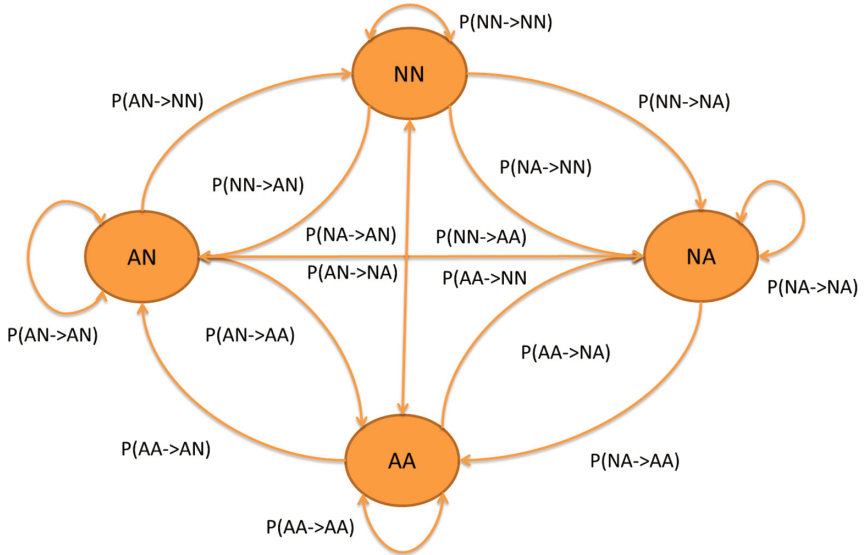 P(NN->NN)
NN
P(AN->NN)
P(NN->NA)
P(NN->AN)
P(NA->NN)
P(NA->AN)
P(NN->AA)
AN
NA
P(AN->NA)
P(AA->NN
P(NA->NA)
P(AN->AN)
P(AN->AA)
P(AA->NA)
P(AA->AN)
P(NA->AA)
AA
P(AA->AA)